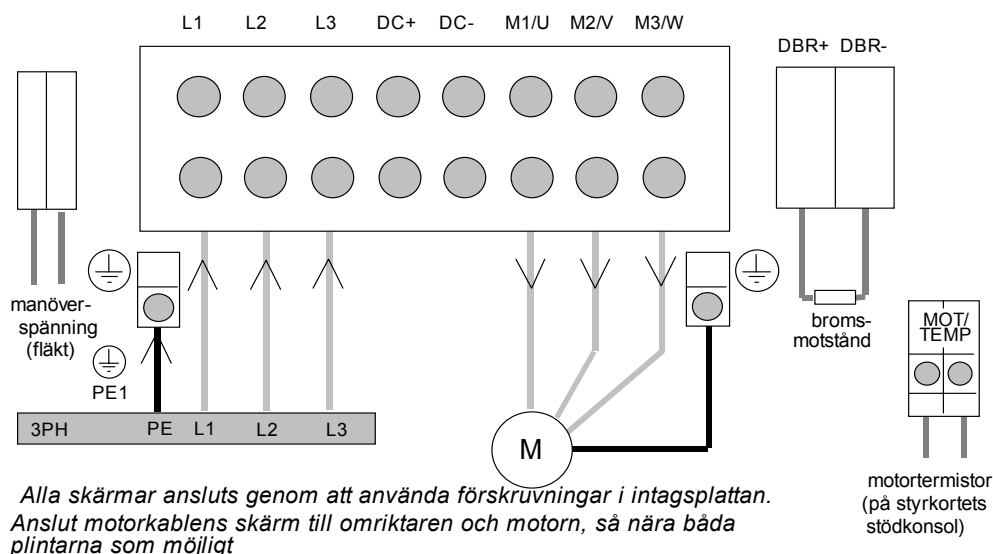 L1 L2 L3 DC+ DC- M1/U M2/V M3/W
DBR+ DBR-
manöver-
spänning
(fläkt)
PE1
3PH PE L1 L2 L3
M
broms-
motstånd
MOT/
TEMP
motortermistor
(på styrkortets
stödkonsol)
Alla skärmar ansluts genom att använda förskruvningar i intagsplattan.
Anslut motorkabelns skärm till omriktaren och motorn, så nära båda
plintarna som möjligt